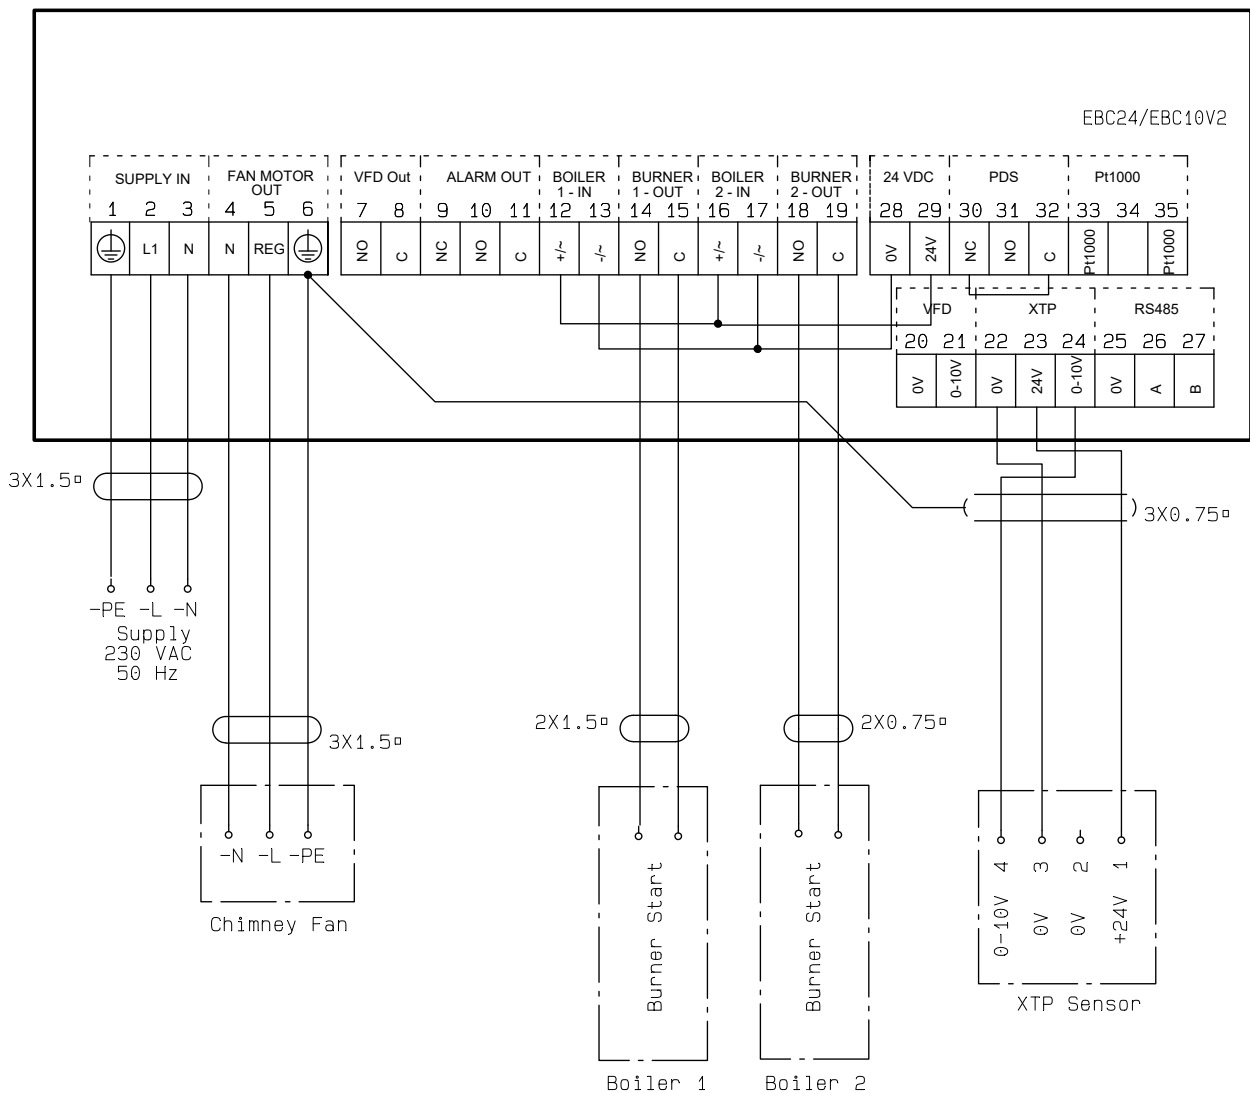 EBC24/EBC10V2
SUPPLY IN
FAN MOTOR
OUT
VFD Out
ALARM OUT
BOILER
1 - IN
BURNER
1 - OUT
BOILER
2 - IN
BURNER
2 - OUT
24 VDC
PDS
Pt1000
1 2 3 4 5 6 7 8 9 10 11 12 13 14 15 16 17 18 19 28 29 30 31 32 33 34 35
L1 N N REG NO C NC NO C +/~ -/~ NO C +/~ -/~ NO C 0V 24V NC NO C Pt1000 Pt1000
VFD
XTP
RS485
20 21 22 23 24 25 26 27
0V 0-10V 0V 24V 0-10V 0V A B
3X1.5▫
3X0.75▫
-PE -L -N
Supply
230 VAC
50 Hz
3X1.5▫
2X1.5▫
2X0.75▫
-N -L -PE
Chimney Fan
Burner Start
Burner Start
4 3 2 1
0-10V 0V 0V +24V
XTP Sensor
Boiler 1
Boiler 2